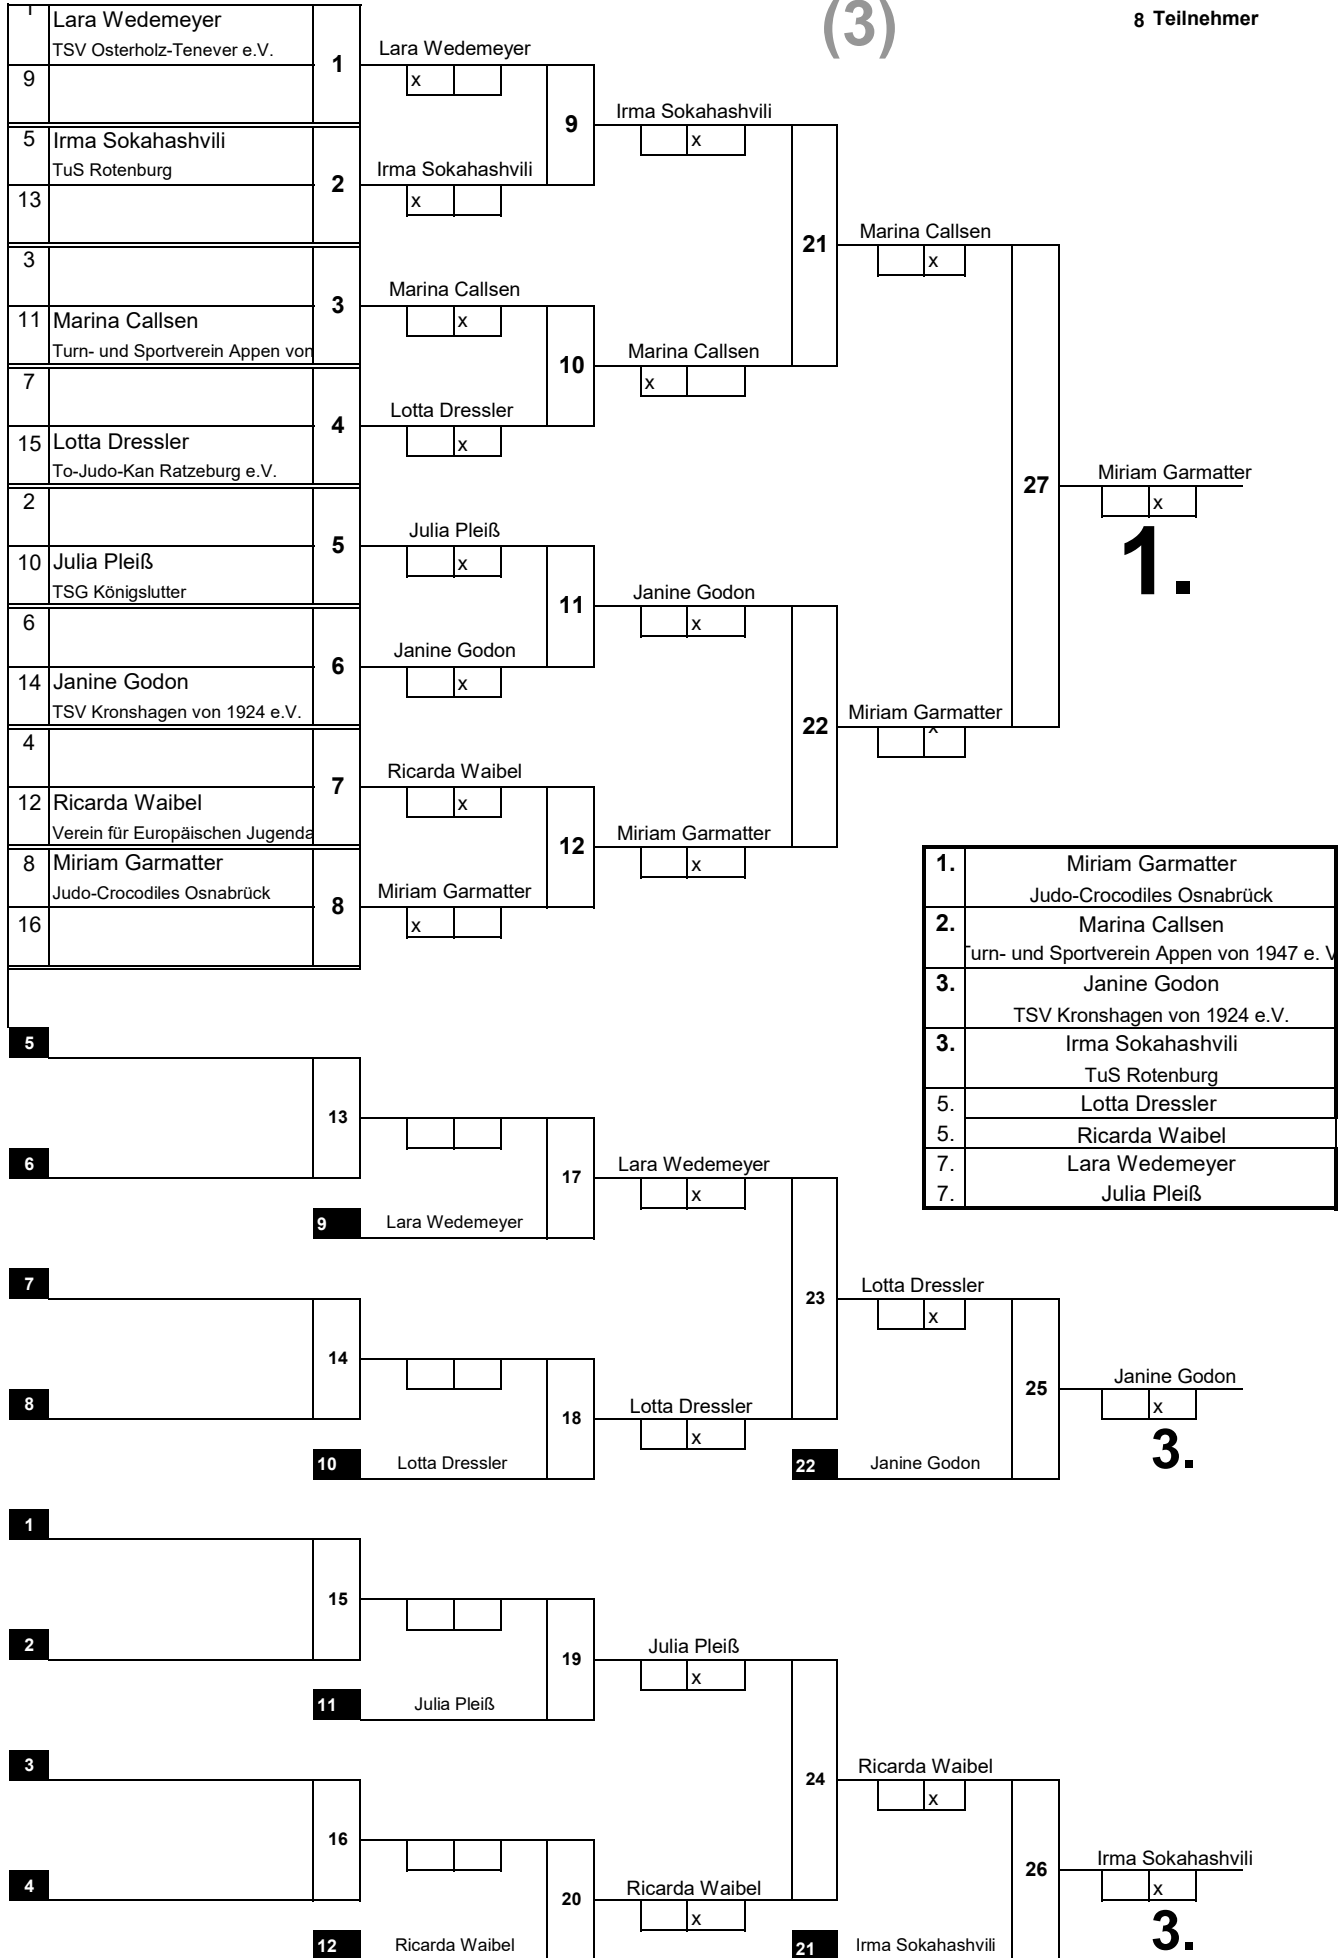 (3)
8 Teilnehmer
1 Lara Wedemeyer
TSV Osterholz-Tenever e.V.
1
Lara Wedemeyer
x
9
9
Irma Sokahashvili
x
5 Irma Sokahashvili
TuS Rotenburg
2
Irma Sokahashvili
x
13
21
Marina Callsen
x
3
3
Marina Callsen
x
11 Marina Callsen
Turn- und Sportverein Appen von
10
Marina Callsen
x
7
4
Lotta Dressler
x
15 Lotta Dressler
To-Judo-Kan Ratzeburg e.V.
27
Miriam Garmatter
x
1.
2
5
Julia Pleiß
x
10 Julia Pleiß
TSG Königslutter
11
Janine Godon
x
6
6
Janine Godon
x
14 Janine Godon
TSV Kronshagen von 1924 e.V.
22
Miriam Garmatter
x
4
7
Ricarda Waibel
x
12 Ricarda Waibel
Verein für Europäischen Jugenda
12
Miriam Garmatter
x
8 Miriam Garmatter
Judo-Crocodiles Osnabrück
8
Miriam Garmatter
x
16
1. Miriam Garmatter
Judo-Crocodiles Osnabrück
2. Marina Callsen
Turn- und Sportverein Appen von 1947 e. V
3. Janine Godon
TSV Kronshagen von 1924 e.V.
3. Irma Sokahashvili
TuS Rotenburg
5. Lotta Dressler
5. Ricarda Waibel
7. Lara Wedemeyer
7. Julia Pleiß
5
13
6
17
Lara Wedemeyer
x
9 Lara Wedemeyer
7
23
Lotta Dressler
x
14
8
18
Lotta Dressler
x
10 Lotta Dressler
22 Janine Godon
25
Janine Godon
x
3.
1
15
2
19
Julia Pleiß
x
11 Julia Pleiß
3
24
Ricarda Waibel
x
16
4
20
Ricarda Waibel
x
12 Ricarda Waibel
21 Irma Sokahashvili
26
Irma Sokahashvili
x
3.